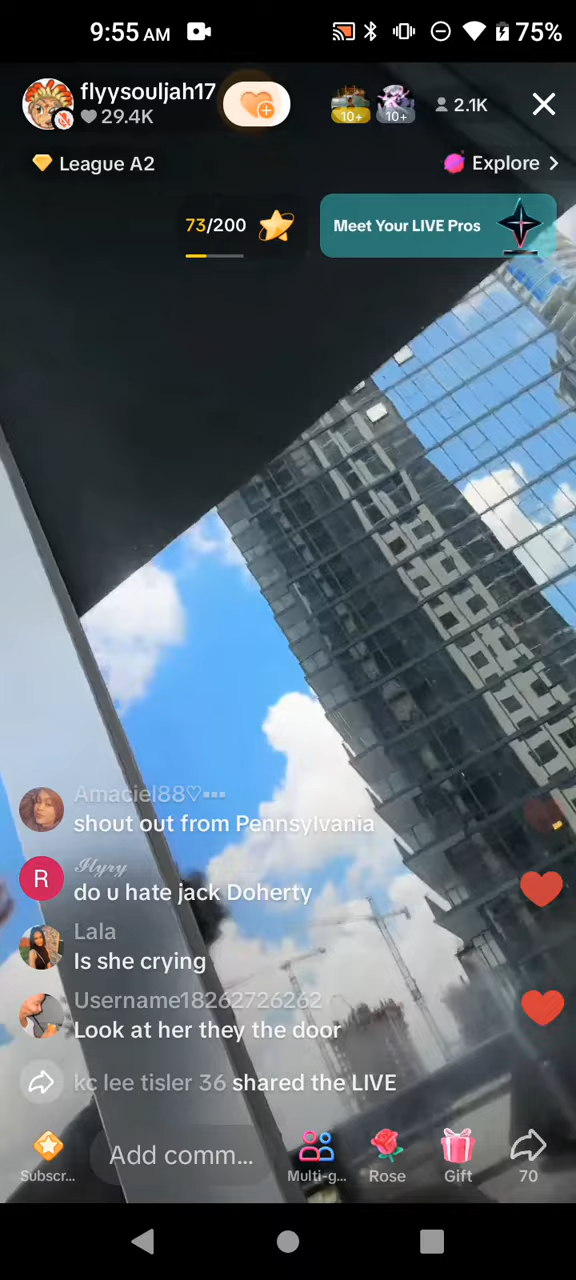 9:55 AM
75%
flyysouljah17
29.4K
10+
10+
2.1K
League A2
Explore
73/200
Meet Your LIVE Pros
Amaciel88♡▪▪▪
shout out from Pennsylvania
R
𝓘𝓵𝔂𝓻𝔂
do u hate jack Doherty
Lala
Is she crying
Username18262726262
Look at her they the door
kc lee tisler 36 shared the LIVE
Subscr...
Add comm...
Multi-g...
Rose
Gift
70